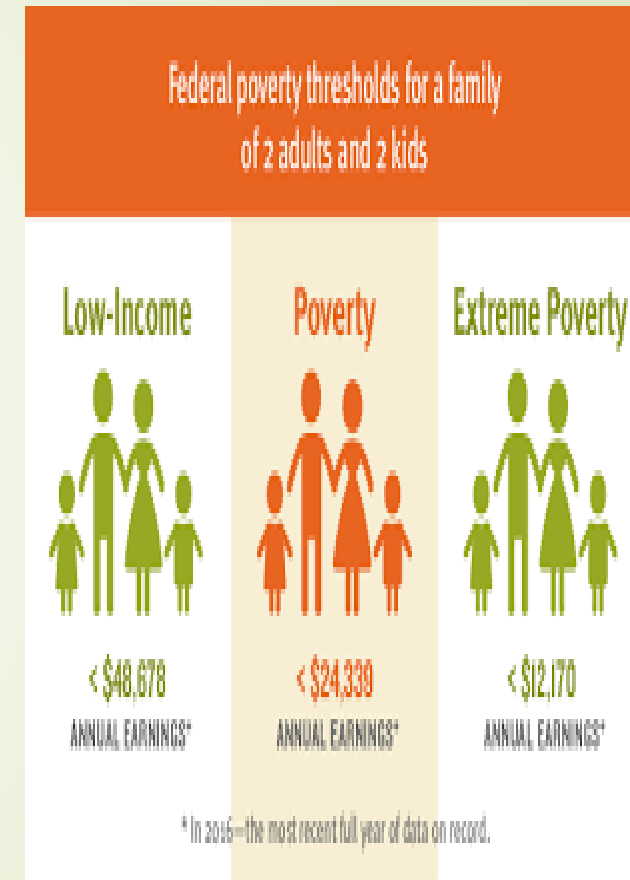 Federal poverty thresholds for a family
of 2 adults and 2 kids
Low-Income
Poverty
Extreme Poverty
< $48,678
ANNUAL EARNINGS*
< $24,339
ANNUAL EARNINGS*
< $12,170
ANNUAL EARNINGS*
* In 2016—the most recent full year of data on record.